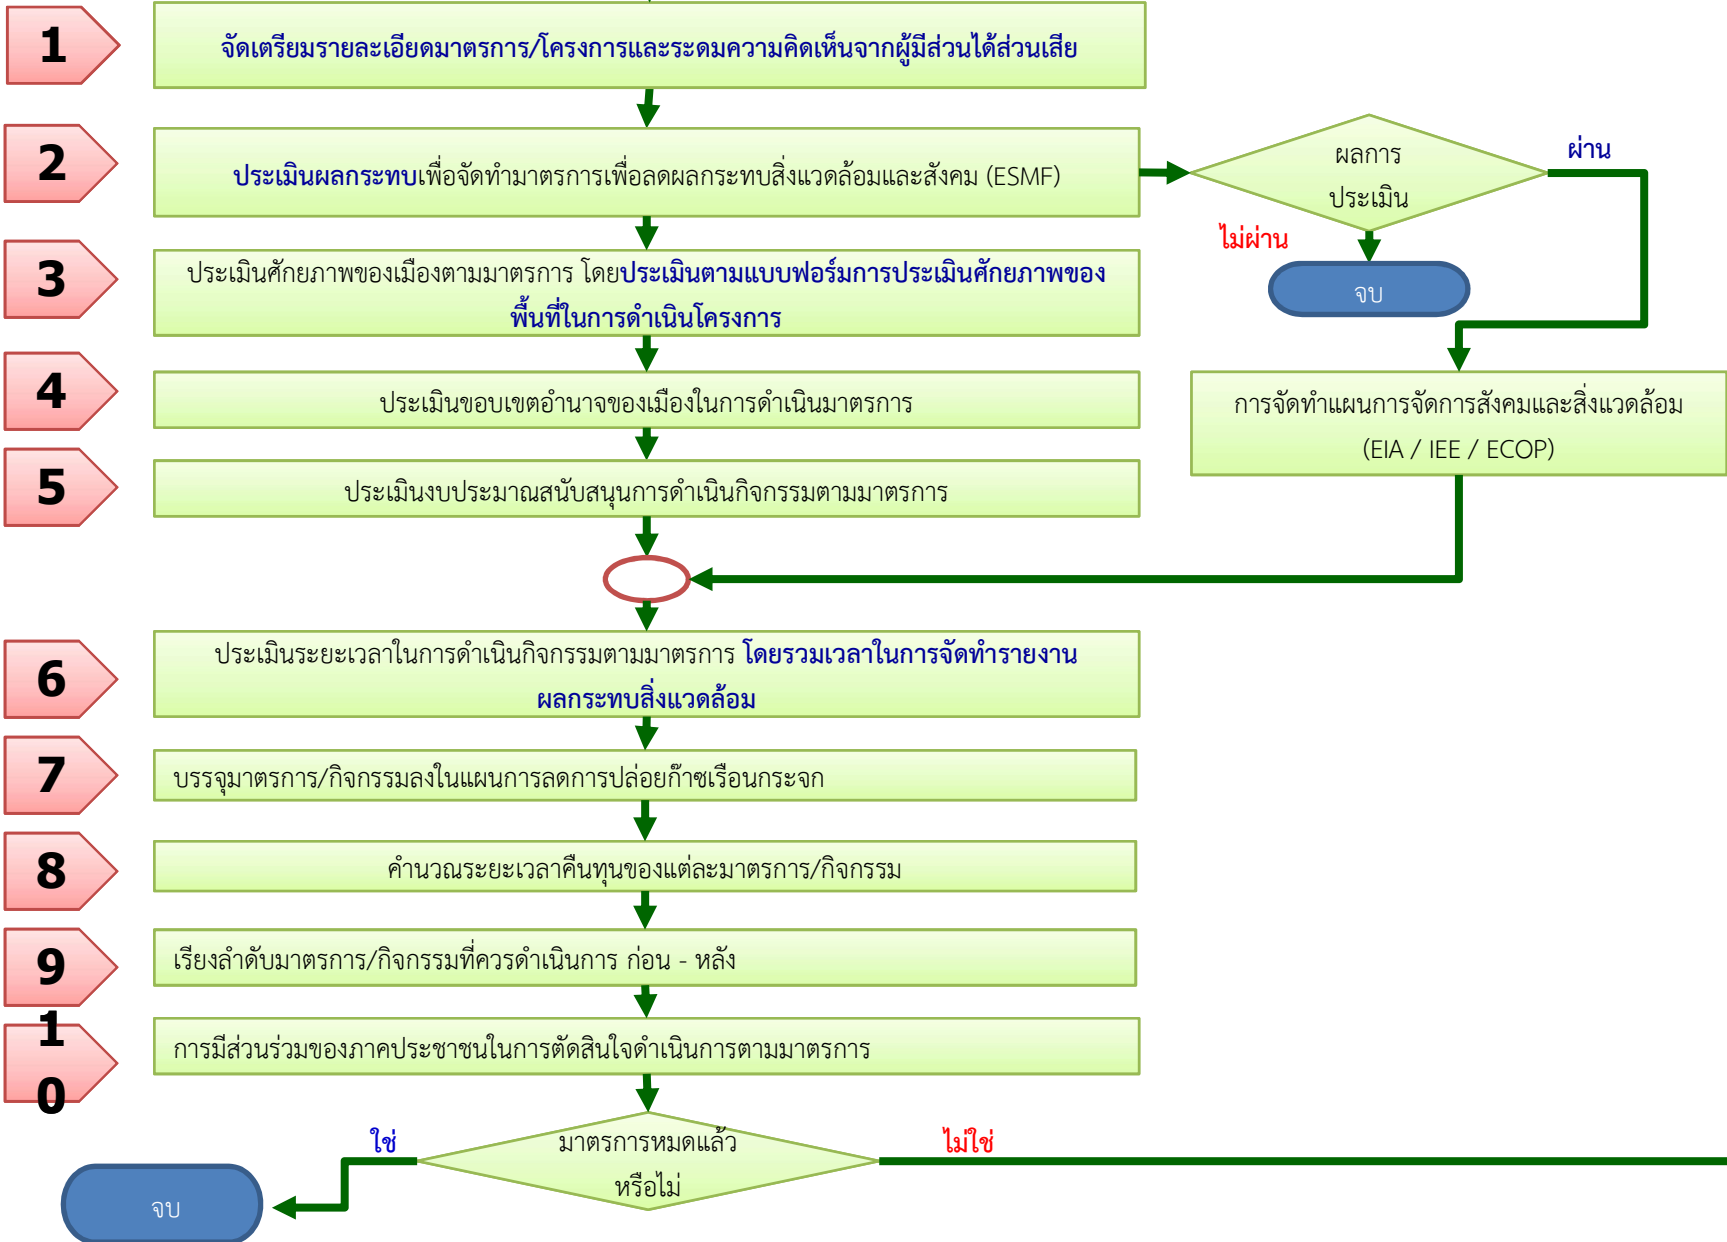 1
จัดเตรียมรายละเอียดมาตรการ/โครงการและระดมความคิดเห็นจากผู้มีส่วนได้ส่วนเสีย
2
ประเมินผลกระทบเพื่อจัดทำมาตรการเพื่อลดผลกระทบสิ่งแวดล้อมและสังคม (ESMF)
ผลการ
ประเมิน
ผ่าน
ไม่ผ่าน
จบ
3
ประเมินศักยภาพของเมืองตามมาตรการ โดยประเมินตามแบบฟอร์มการประเมินศักยภาพของ
พื้นที่ในการดำเนินโครงการ
4
ประเมินขอบเขตอำนาจของเมืองในการดำเนินมาตรการ
การจัดทำแผนการจัดการสังคมและสิ่งแวดล้อม
(EIA / IEE / ECOP)
5
ประเมินงบประมาณสนับสนุนการดำเนินกิจกรรมตามมาตรการ
6
ประเมินระยะเวลาในการดำเนินกิจกรรมตามมาตรการ โดยรวมเวลาในการจัดทำรายงาน
ผลกระทบสิ่งแวดล้อม
7
บรรจุมาตรการ/กิจกรรมลงในแผนการลดการปล่อยก๊าซเรือนกระจก
8
คำนวณระยะเวลาคืนทุนของแต่ละมาตรการ/กิจกรรม
9
เรียงลำดับมาตรการ/กิจกรรมที่ควรดำเนินการ ก่อน - หลัง
1
0
การมีส่วนร่วมของภาคประชาชนในการตัดสินใจดำเนินการตามมาตรการ
ใช่
มาตรการหมดแล้ว
หรือไม่
ไม่ใช่
จบ